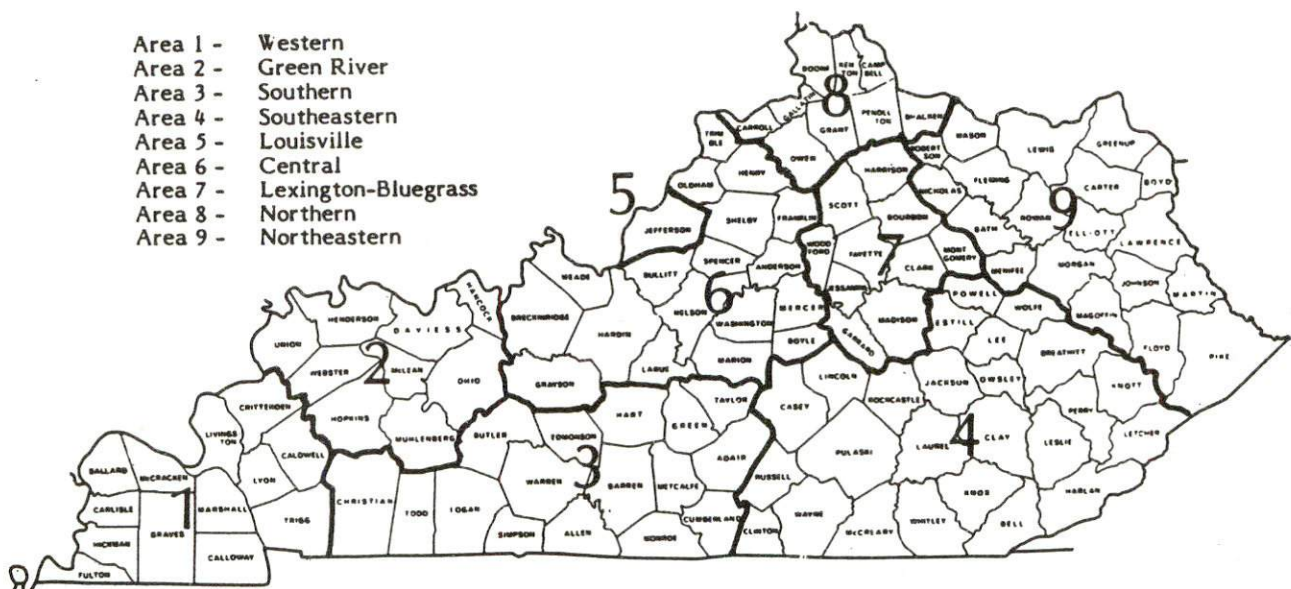 Area 1 - Western
Area 2 - Green River
Area 3 - Southern
Area 4 - Southeastern
Area 5 - Louisville
Area 6 - Central
Area 7 - Lexington-Bluegrass
Area 8 - Northern
Area 9 - Northeastern
BOONE KENTON CAMPBELL
8
GALLATIN
CARROLL GRANT PENDLETON BRACKEN
TRIMBLE OWEN ROBERTSON MASON LEWIS GREENUP
HENRY HARRISON
5
OLDHAM NICHOLAS FLEMING CARTER BOYD
9
SHELBY FRANKLIN SCOTT BOURBON ROWAN ELLIOTT
JEFFERSON BATH LAWRENCE
7
WOODFORD FAYETTE MONTGOMERY
SPENCER ANDERSON CLARK MENIFEE MORGAN
MEADE BULLITT JOHNSON MARTIN
6
HANCOCK NELSON MERCER MADISON POWELL WOLFE MAGOFFIN
HENDERSON DAVIESS BRECKINRIDGE HARDIN WASHINGTON ESTILL
UNION BOYLE GARRARD LEE BREATHITT FLOYD PIKE
2
WEBSTER McLEAN OHIO LARUE MARION
GRAYSON LINCOLN JACKSON OWSLEY KNOTT
CRITTENDEN HOPKINS HART TAYLOR CASEY ROCKCASTLE PERRY
LIVINGSTON MUHLENBERG BUTLER EDMONSON GREEN
4
LAUREL CLAY LESLIE LETCHER
CALDWELL ADAIR PULASKI
3
BALLARD McCRACKEN LYON WARREN BARREN METCALFE RUSSELL
1
CARLISLE MARSHALL CHRISTIAN TODD LOGAN KNOX HARLAN
GRAVES TRIGG CUMBERLAND WAYNE WHITLEY BELL
HICKMAN SIMPSON ALLEN MONROE CLINTON McCREARY
FULTON CALLOWAY